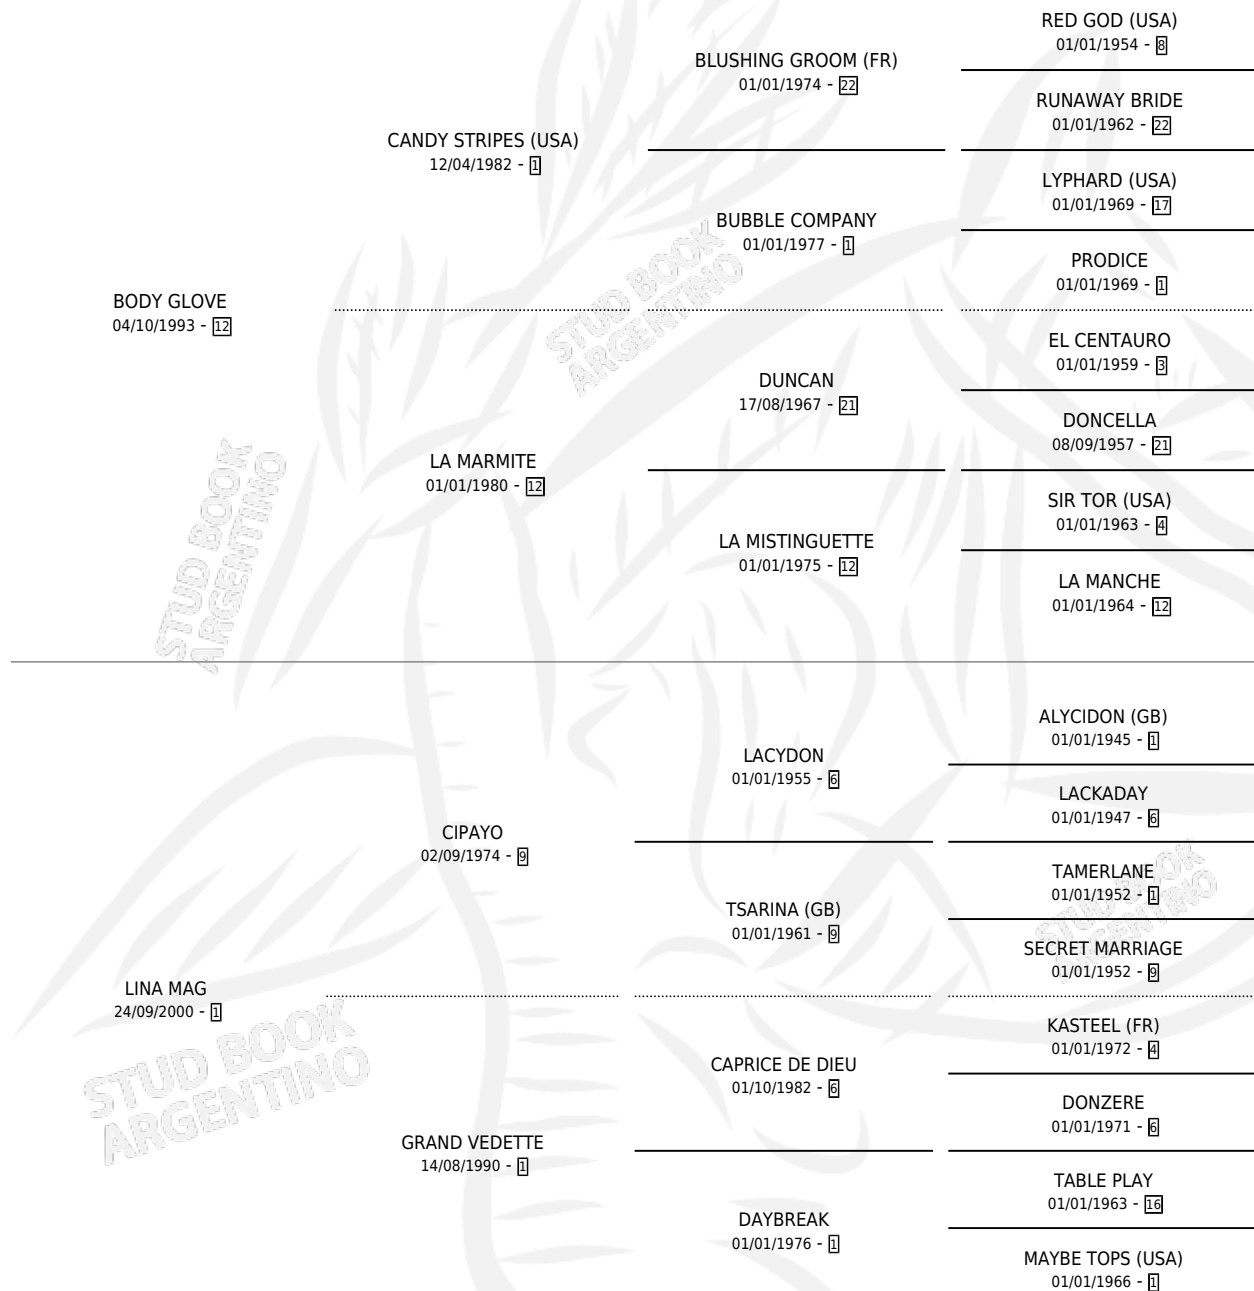 RED GOD (USA)
01/01/1954 - 8
BLUSHING GROOM (FR)
01/01/1974 - 22
RUNAWAY BRIDE
01/01/1962 - 22
CANDY STRIPES (USA)
12/04/1982 - 1
LYPHARD (USA)
01/01/1969 - 17
BUBBLE COMPANY
01/01/1977 - 1
PRODICE
01/01/1969 - 1
BODY GLOVE
04/10/1993 - 12
EL CENTAURO
01/01/1959 - 3
DUNCAN
17/08/1967 - 21
DONCELLA
08/09/1957 - 21
LA MARMITE
01/01/1980 - 12
SIR TOR (USA)
01/01/1963 - 4
LA MISTINGUETTE
01/01/1975 - 12
LA MANCHE
01/01/1964 - 12
ALYCIDON (GB)
01/01/1945 - 1
LACYDON
01/01/1955 - 6
LACKADAY
01/01/1947 - 6
CIPAYO
02/09/1974 - 9
TAMERLANE
01/01/1952 - 1
TSARINA (GB)
01/01/1961 - 9
SECRET MARRIAGE
01/01/1952 - 9
LINA MAG
24/09/2000 - 1
KASTEEL (FR)
01/01/1972 - 4
CAPRICE DE DIEU
01/10/1982 - 6
DONZERE
01/01/1971 - 6
GRAND VEDETTE
14/08/1990 - 1
TABLE PLAY
01/01/1963 - 16
DAYBREAK
01/01/1976 - 1
MAYBE TOPS (USA)
01/01/1966 - 1
STUD BOOK
ARGENTINO
STUD BOOK
ARGENTINO
STUD BOOK
ARGENTINO
STUD BOOK
ARGENTINO